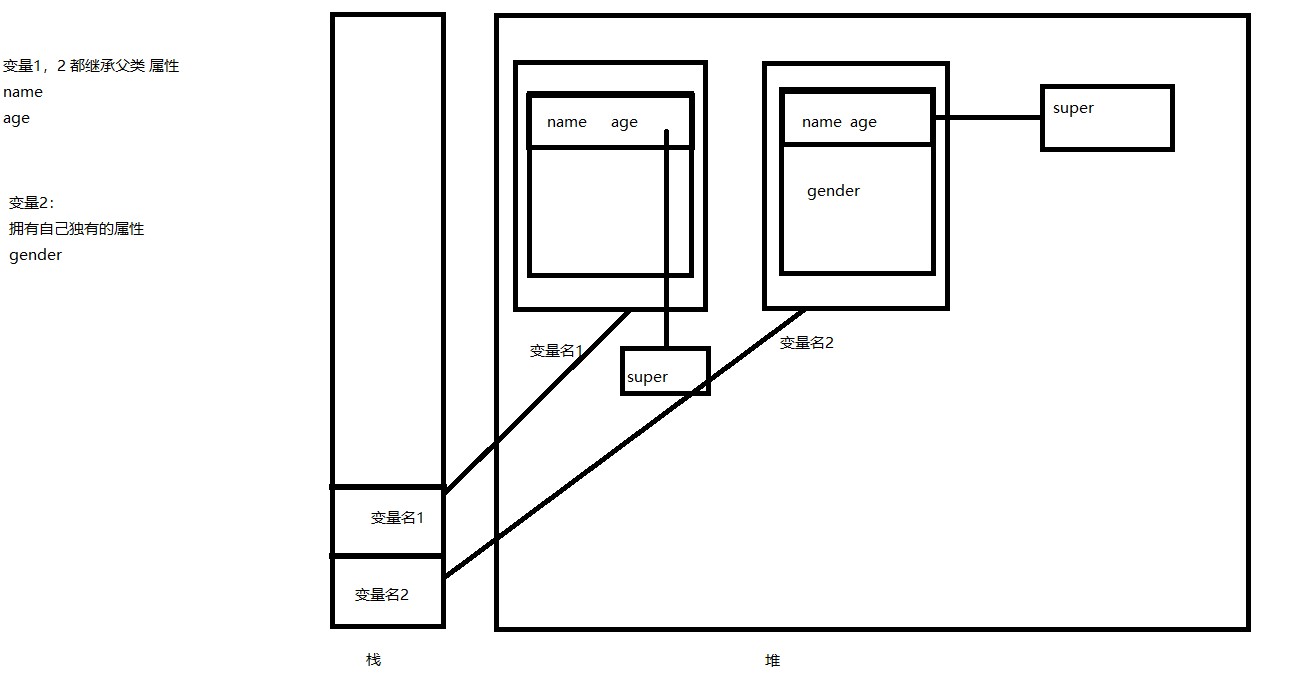 变量1，2 都继承父类 属性
name
age
变量2：
拥有自己独有的属性
gender
name age
name age
super
gender
变量名1
变量名2
super
变量名1
变量名2
栈
堆